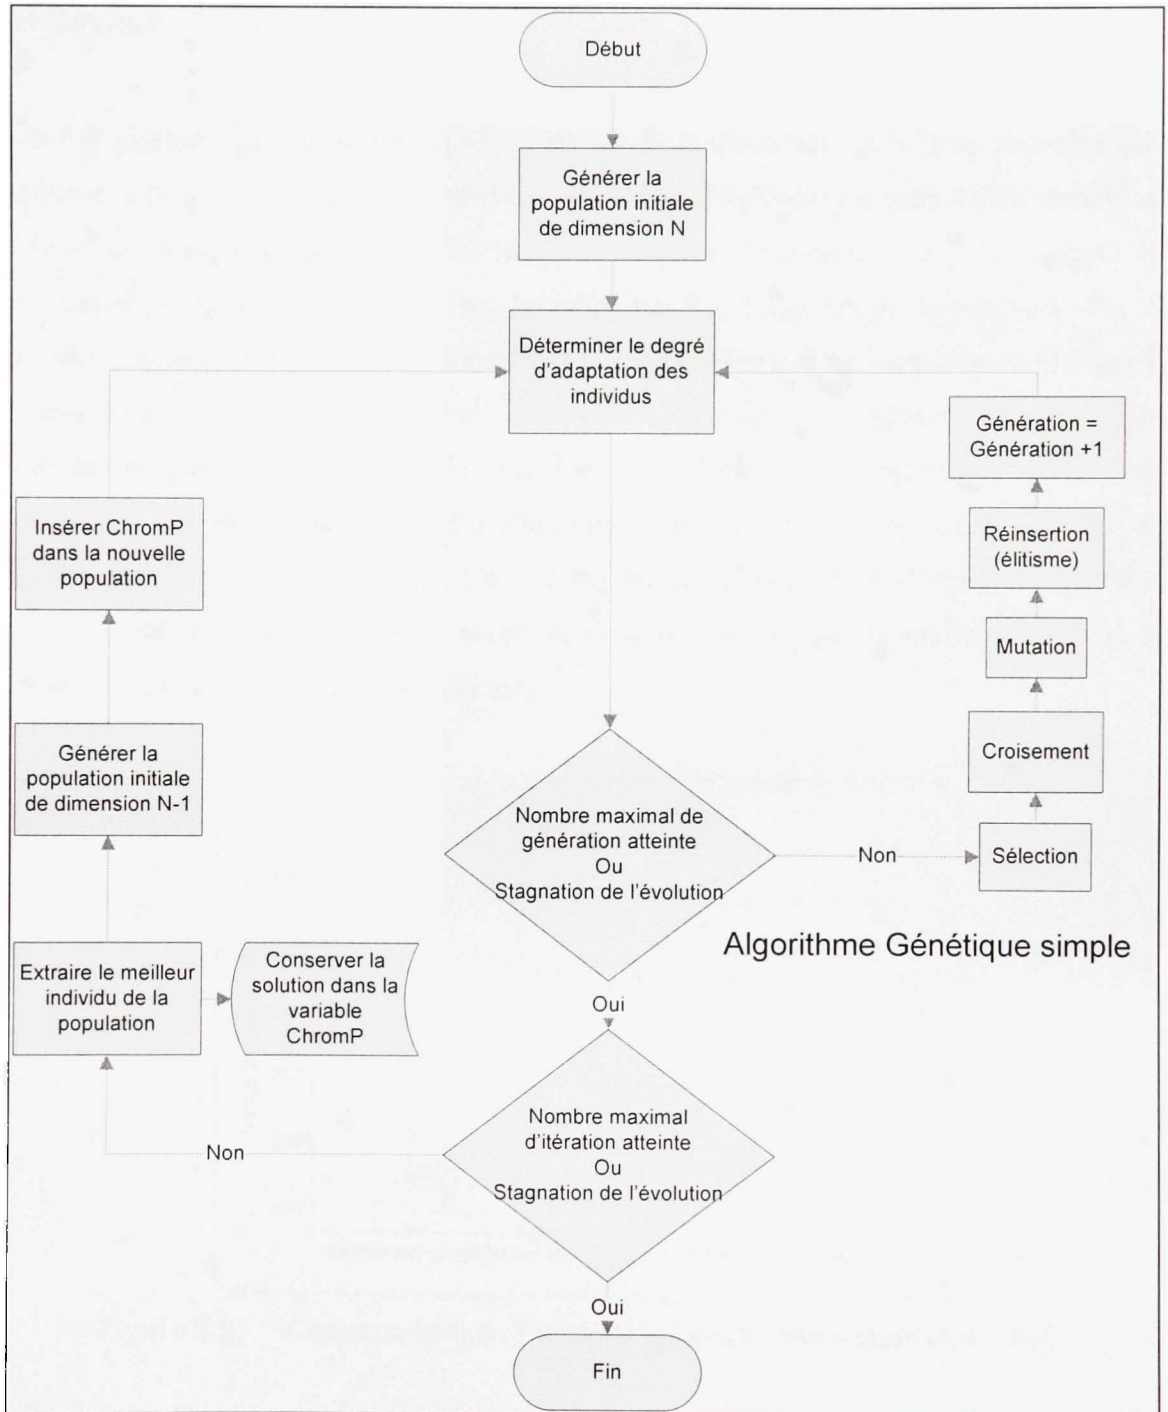 Début
Générer la
population initiale
de dimension N
Déterminer le degré
d'adaptation des
individus
Génération =
Génération +1
Réinsertion
(élitisme)
Mutation
Croisement
Sélection
Non
Insérer ChromP
dans la nouvelle
population
Générer la
population initiale
de dimension N-1
Extraire le meilleur
individu de la
population
Conserver la
solution dans la
variable
ChromP
Nombre maximal de
génération atteinte
Ou
Stagnation de l'évolution
Algorithme Génétique simple
Oui
Nombre maximal
d'itération atteinte
Ou
Stagnation de l'évolution
Non
Oui
Fin